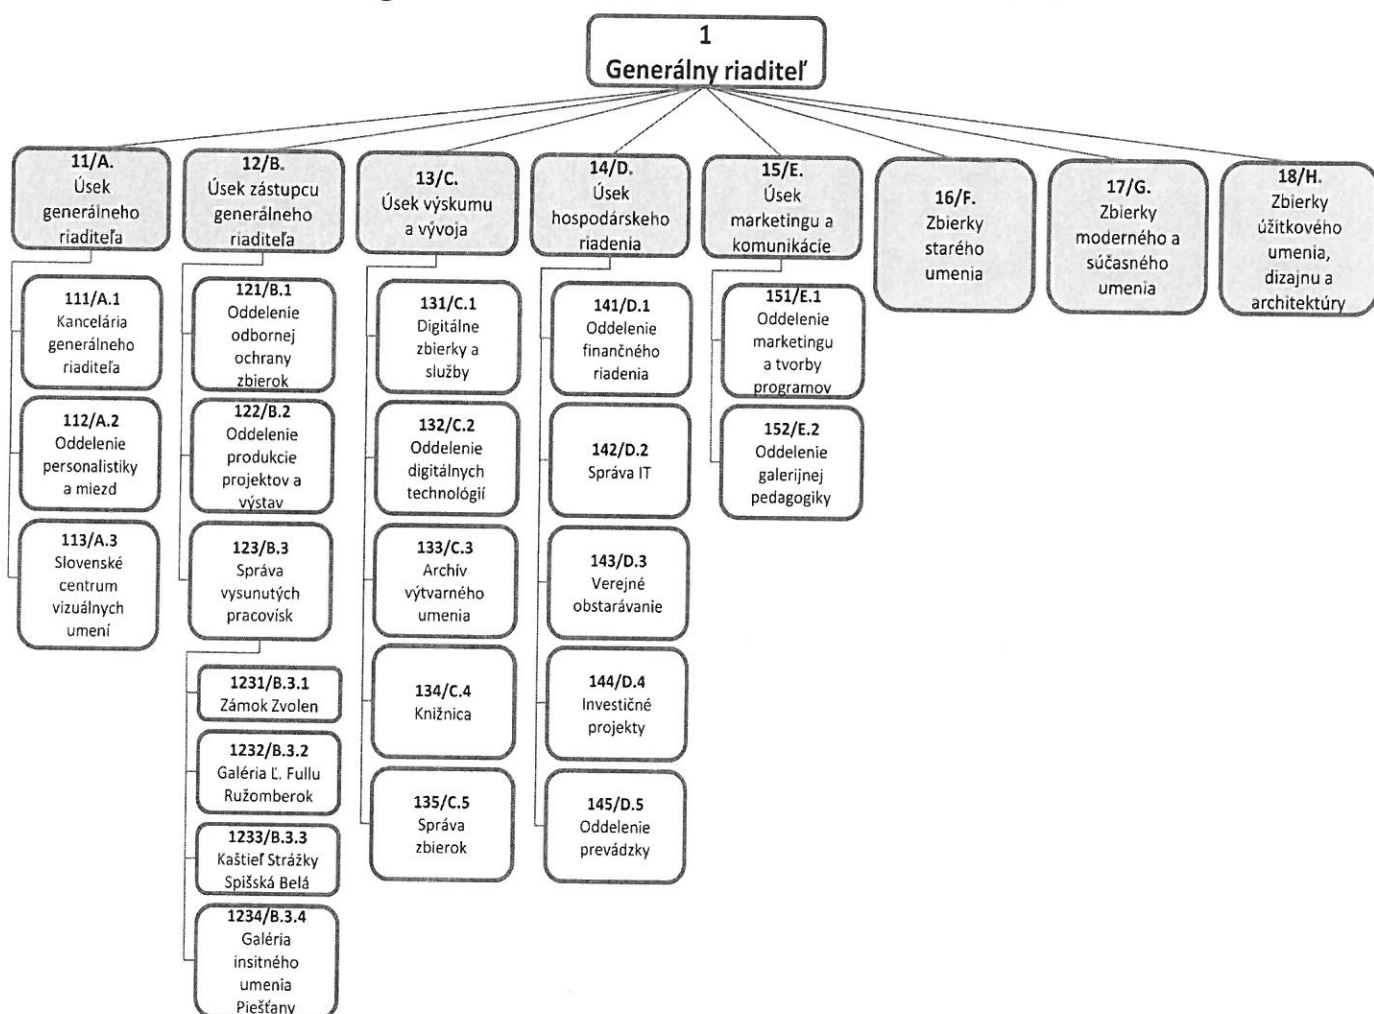 1
Generálny riaditeľ
11/A.
Úsek
generálneho
riaditeľa
12/B.
Úsek zástupcu
generálneho
riaditeľa
13/C.
Úsek výskumu
a vývoja
14/D.
Úsek
hospodárskeho
riadenia
15/E.
Úsek
marketingu a
komunikácie
16/F.
Zbierky
starého
umenia
17/G.
Zbierky
moderného a
súčasného
umenia
18/H.
Zbierky
úžitkového
umenia,
dizajnu a
architektúry
111/A.1
Kancelária
generálneho
riaditeľa
112/A.2
Oddelenie
personalistiky
a miezd
113/A.3
Slovenské
centrum
vizuálnych
umení
121/B.1
Oddelenie
odbornej
ochrany
zbierok
122/B.2
Oddelenie
produkcie
projektov a
výstav
123/B.3
Správa
vysunutých
pracovísk
1231/B.3.1
Zámok Zvolen
1232/B.3.2
Galéria Ľ. Fullu
Ružomberok
1233/B.3.3
Kaštieľ Strážky
Spišská Belá
1234/B.3.4
Galéria
insitného
umenia
Piešťany
131/C.1
Digitálne
zbierky a
služby
132/C.2
Oddelenie
digitálnych
technológií
133/C.3
Archív
výtvarného
umenia
134/C.4
Knižnica
135/C.5
Správa
zbierok
141/D.1
Oddelenie
finančného
riadenia
142/D.2
Správa IT
143/D.3
Verejné
obstarávanie
144/D.4
Investičné
projekty
145/D.5
Oddelenie
prevádzky
151/E.1
Oddelenie
marketingu
a tvorby
programov
152/E.2
Oddelenie
galerijnej
pedagogiky